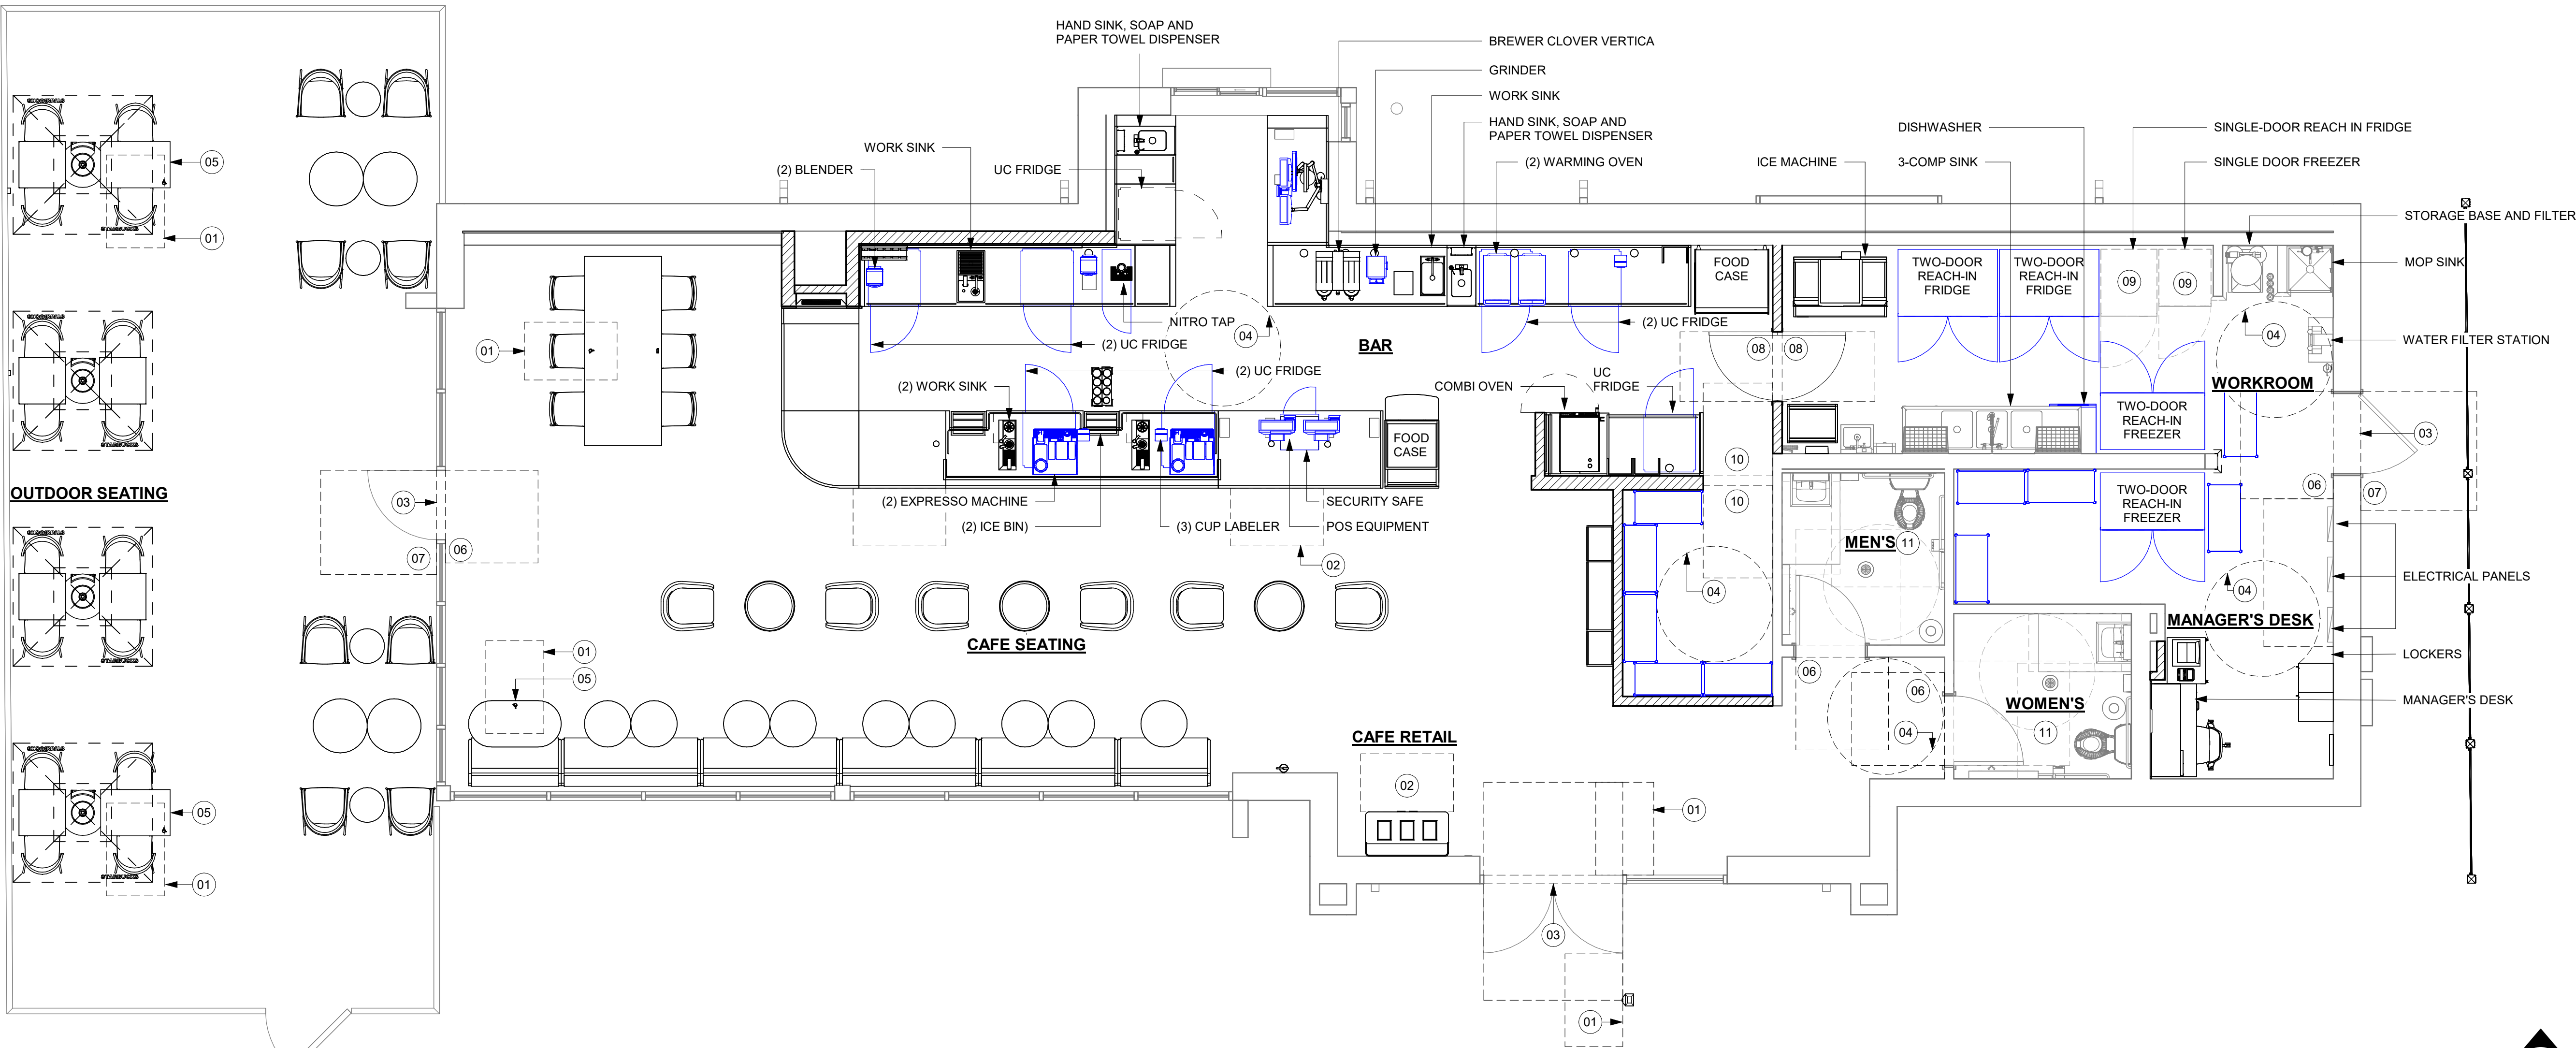 HAND SINK, SOAP AND
PAPER TOWEL DISPENSER
BREWER CLOVER VERTICA
GRINDER
WORK SINK
HAND SINK, SOAP AND
PAPER TOWEL DISPENSER
DISHWASHER
SINGLE-DOOR REACH IN FRIDGE
WORK SINK
(2) BLENDER
UC FRIDGE
(2) WARMING OVEN
ICE MACHINE
3-COMP SINK
SINGLE DOOR FREEZER
STARBUCKS
05
STARBUCKS
01
STORAGE BASE AND FILTER
FOOD
CASE
TWO-DOOR
REACH-IN
FRIDGE
TWO-DOOR
REACH-IN
FRIDGE
09
09
MOP SINK
STARBUCKS
NITRO TAP
04
(2) UC FRIDGE
04
WATER FILTER STATION
01
(2) UC FRIDGE
BAR
08
08
(2) UC FRIDGE
(2) WORK SINK
COMBI OVEN
UC
FRIDGE
WORKROOM
STARBUCKS
TWO-DOOR
REACH-IN
FREEZER
FOOD
CASE
03
OUTDOOR SEATING
03
10
10
06
07
(2) EXPRESSO MACHINE
SECURITY SAFE
TWO-DOOR
REACH-IN
FREEZER
(2) ICE BIN)
(3) CUP LABELER
POS EQUIPMENT
STARBUCKS
07
06
MEN'S
11
02
04
04
ELECTRICAL PANELS
MANAGER'S DESK
CAFE SEATING
STARBUCKS
01
05
06
06
LOCKERS
WOMEN'S
MANAGER'S DESK
11
04
CAFE RETAIL
STARBUCKS
02
05
01
STARBUCKS
01
03
01